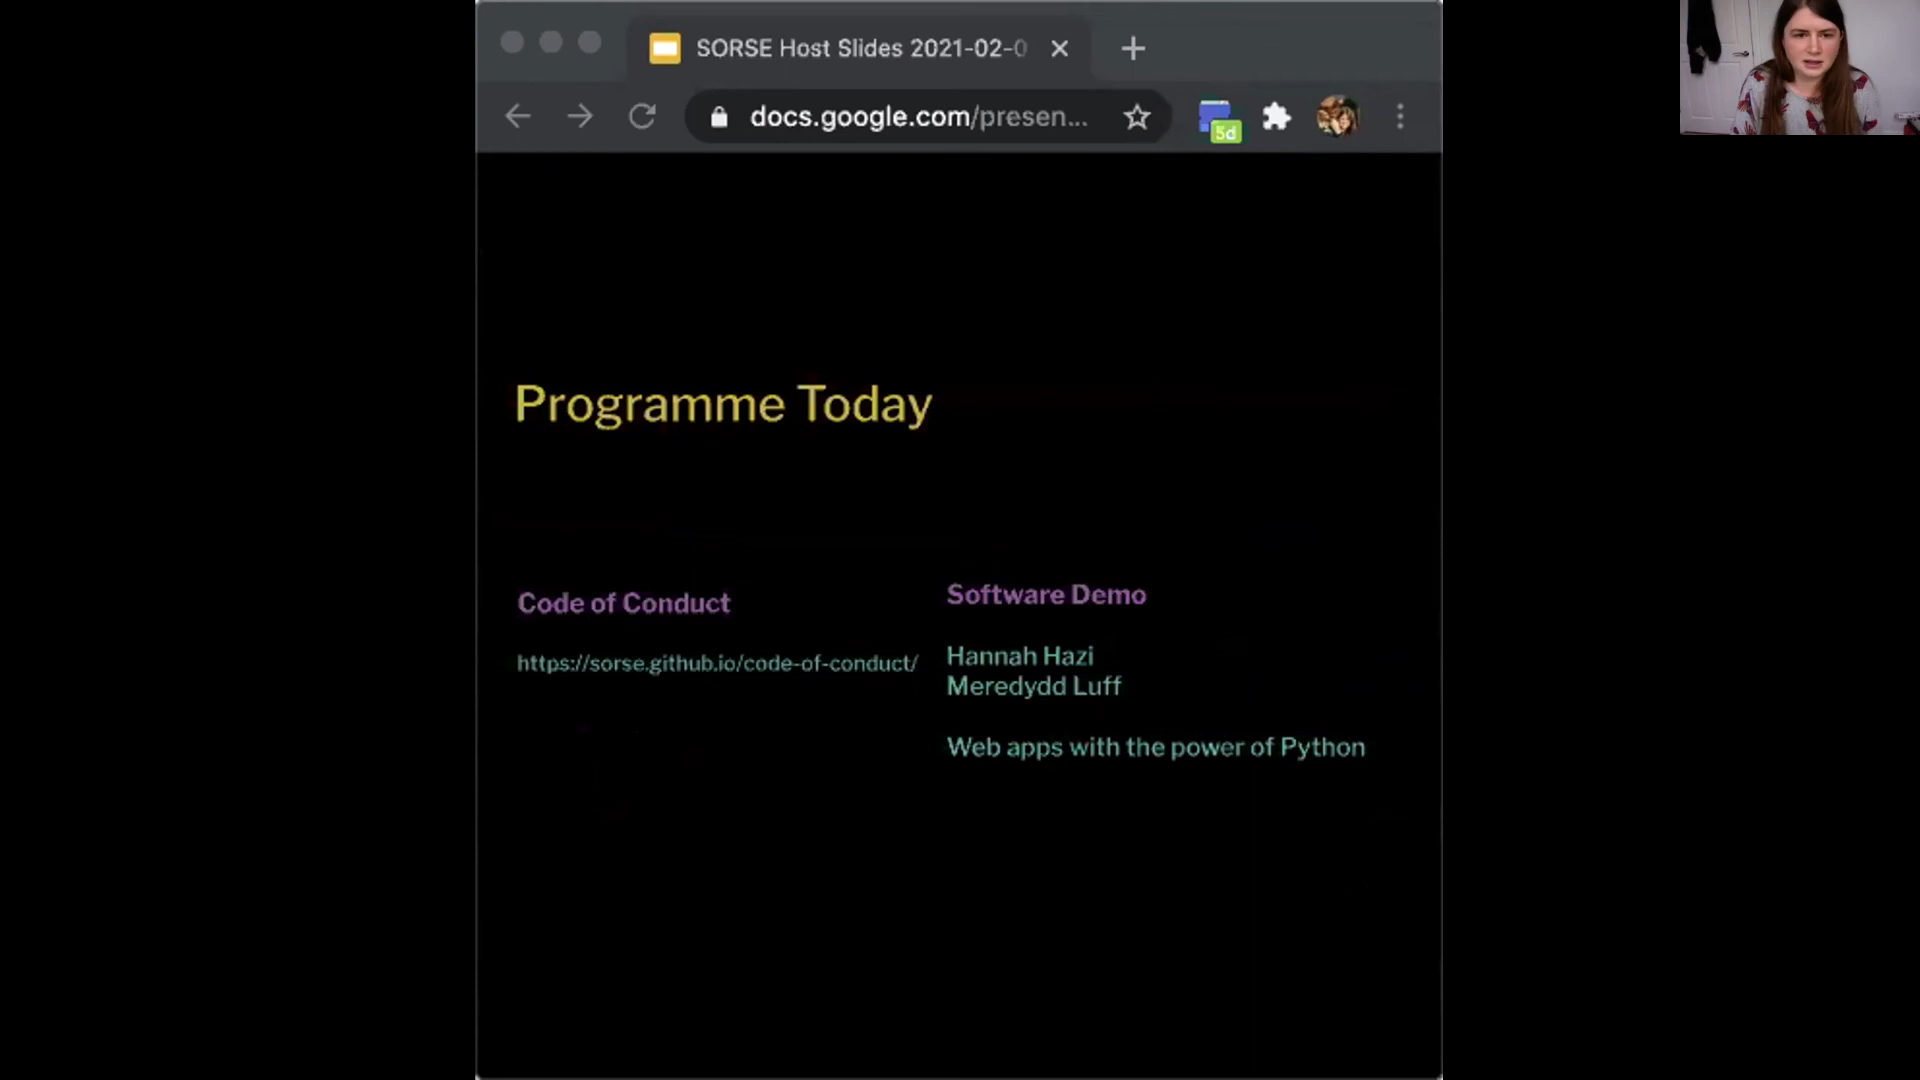 SORSE Host Slides 2021-02-0
docs.google.com/presen...
5d
Programme Today
Code of Conduct
https://sorse.github.io/code-of-conduct/
Software Demo
Hannah Hazi
Meredydd Luff
Web apps with the power of Python